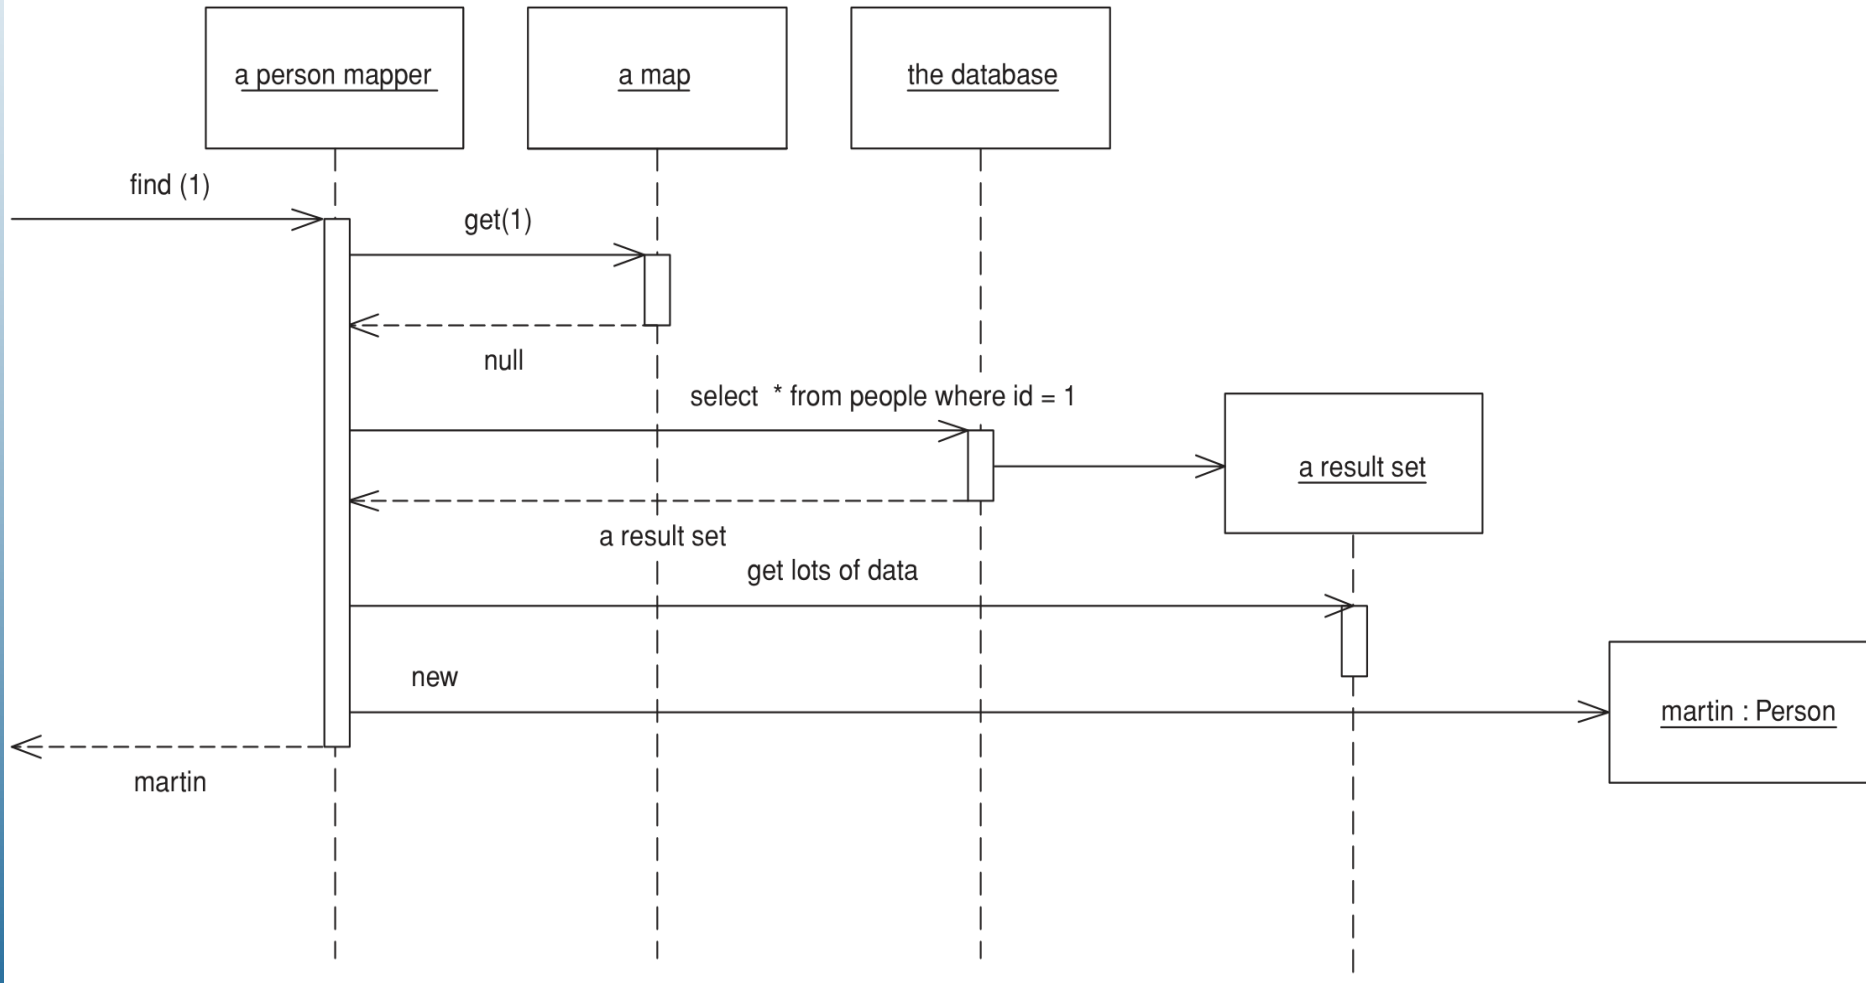 a person mapper
a map
the database
find (1)
get(1)
null
select * from people where id = 1
a result set
a result set
get lots of data
new
martin : Person
martin